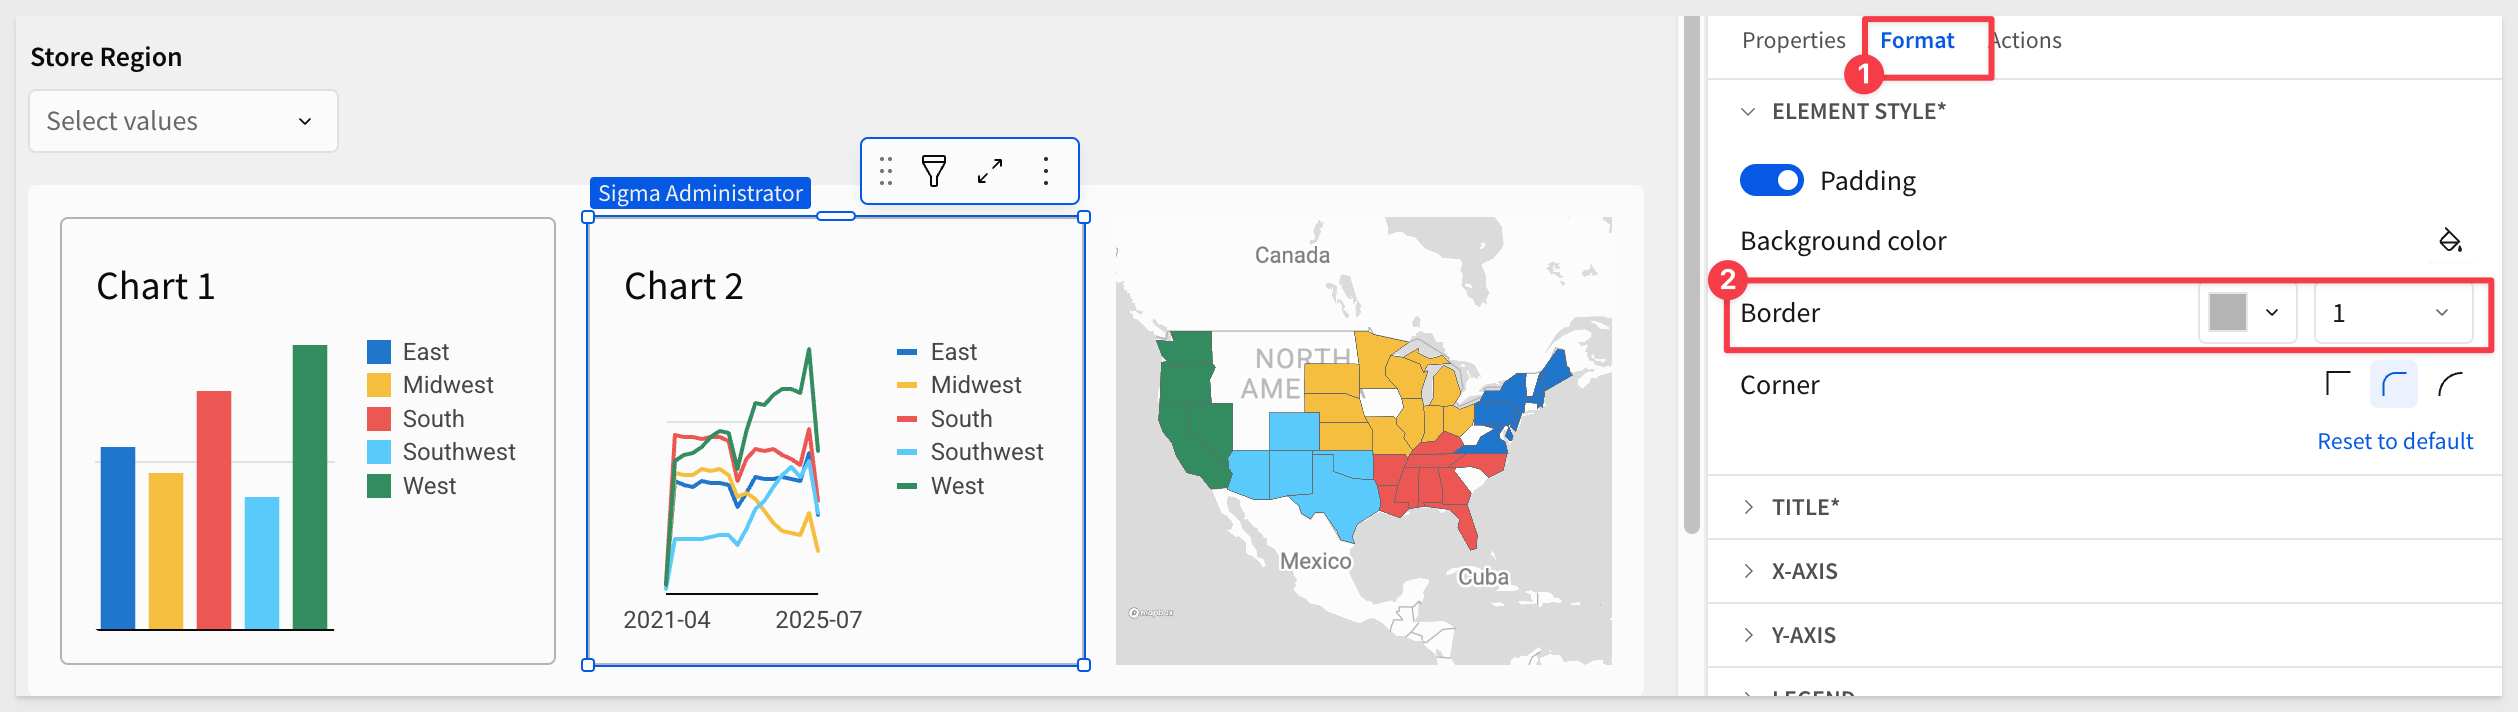 Store Region
Select values
Sigma Administrator
Chart 1
East
Midwest
South
Southwest
West
Chart 2
East
Midwest
South
Southwest
West
2021-04 2025-07
Canada
NORTH
AME
Mexico
Cuba
mapbox
Properties Format Actions
1
ELEMENT STYLE*
Padding
Background color
2
Border 1
Corner
Reset to default
TITLE*
X-AXIS
Y-AXIS
LEGEND